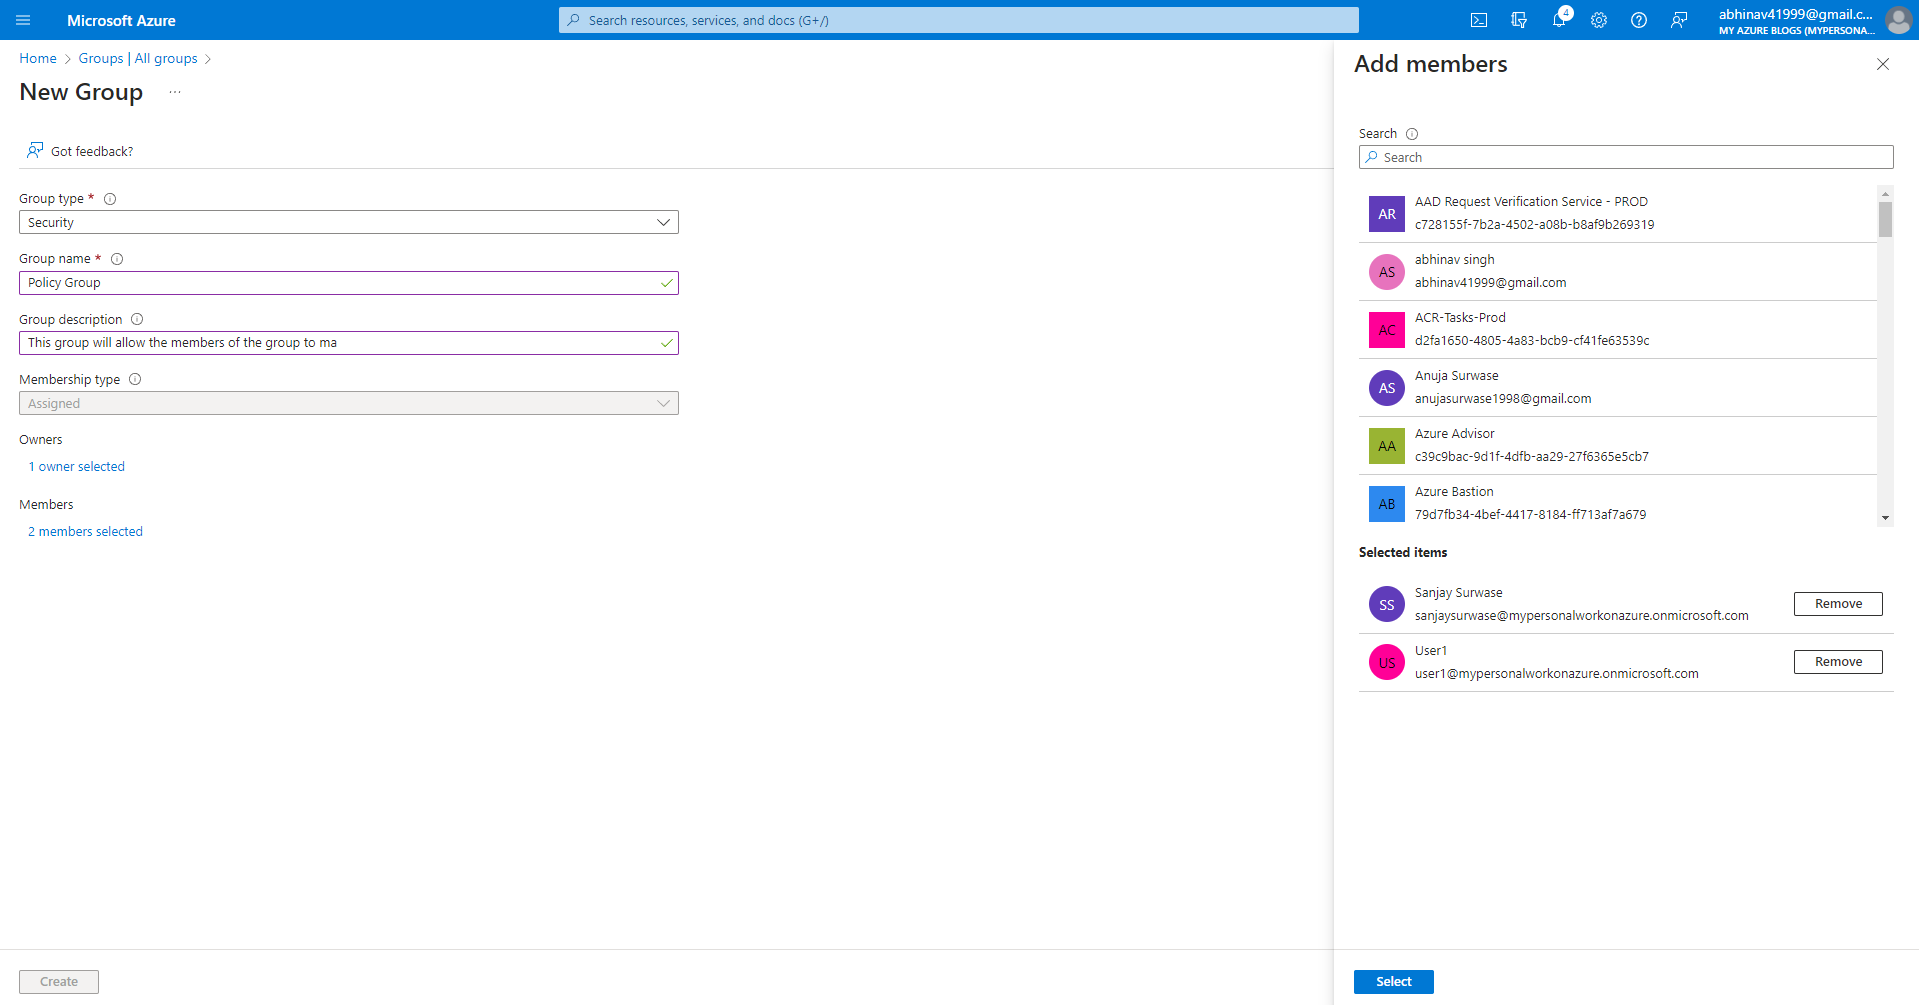 Microsoft Azure
Search resources, services, and docs (G+/)
4
abhinav41999@gmail.c...
MY AZURE BLOGS (MYPERSONA...
Home > Groups | All groups >
New Group ...
Got feedback?
Group type *
Security
Group name *
Policy Group
Group description
This group will allow the members of the group to ma
Membership type
Assigned
Owners
1 owner selected
Members
2 members selected
Create
Add members
Search
Search
AR
AAD Request Verification Service - PROD
c728155f-7b2a-4502-a08b-b8af9b269319
AS
abhinav singh
abhinav41999@gmail.com
AC
ACR-Tasks-Prod
d2fa1650-4805-4a83-bcb9-cf41fe63539c
AS
Anuja Surwase
anujasurwase1998@gmail.com
AA
Azure Advisor
c39c9bac-9d1f-4dfb-aa29-27f6365e5cb7
AB
Azure Bastion
79d7fb34-4bef-4417-8184-ff713af7a679
Selected items
SS
Sanjay Surwase
sanjaysurwase@mypersonalworkonazure.onmicrosoft.com
Remove
US
User1
user1@mypersonalworkonazure.onmicrosoft.com
Remove
Select